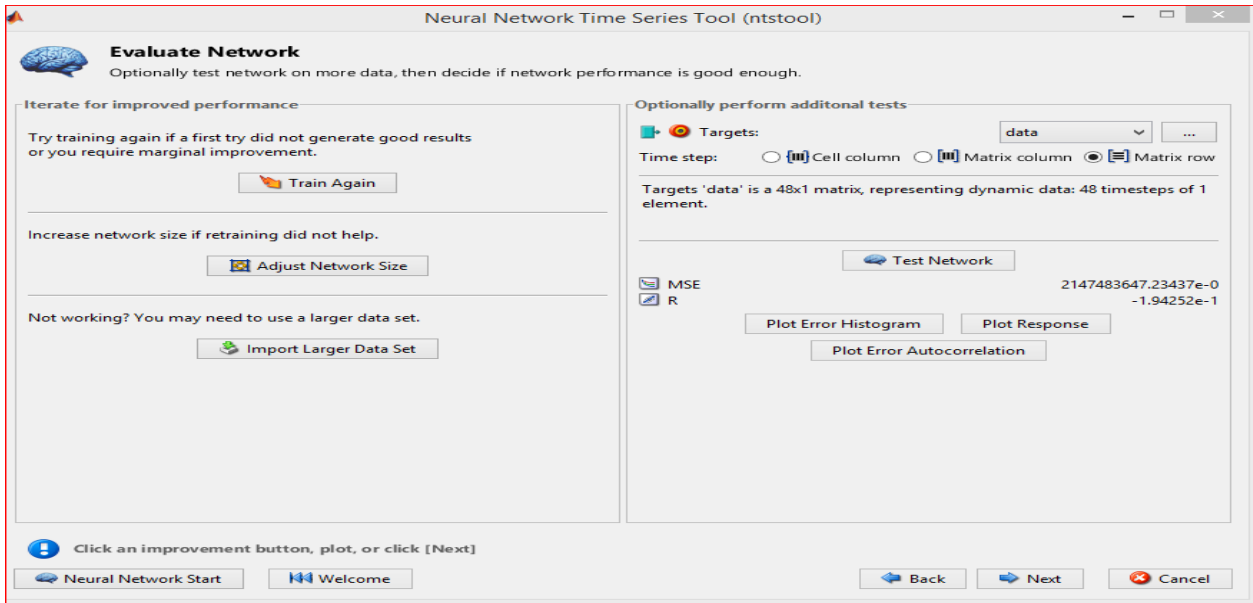 Neural Network Time Series Tool (ntstool)
Evaluate Network
Optionally test network on more data, then decide if network performance is good enough.
Iterate for improved performance
Try training again if a first try did not generate good results
or you require marginal improvement.
Train Again
Increase network size if retraining did not help.
Adjust Network Size
Not working? You may need to use a larger data set.
Import Larger Data Set
Optionally perform additonal tests
Targets: data ...
Time step: Cell column Matrix column Matrix row
Targets 'data' is a 48x1 matrix, representing dynamic data: 48 timesteps of 1
element.
Test Network
MSE 2147483647.23437e-0
R -1.94252e-1
Plot Error Histogram Plot Response
Plot Error Autocorrelation
Click an improvement button, plot, or click [Next]
Neural Network Start Welcome Back Next Cancel